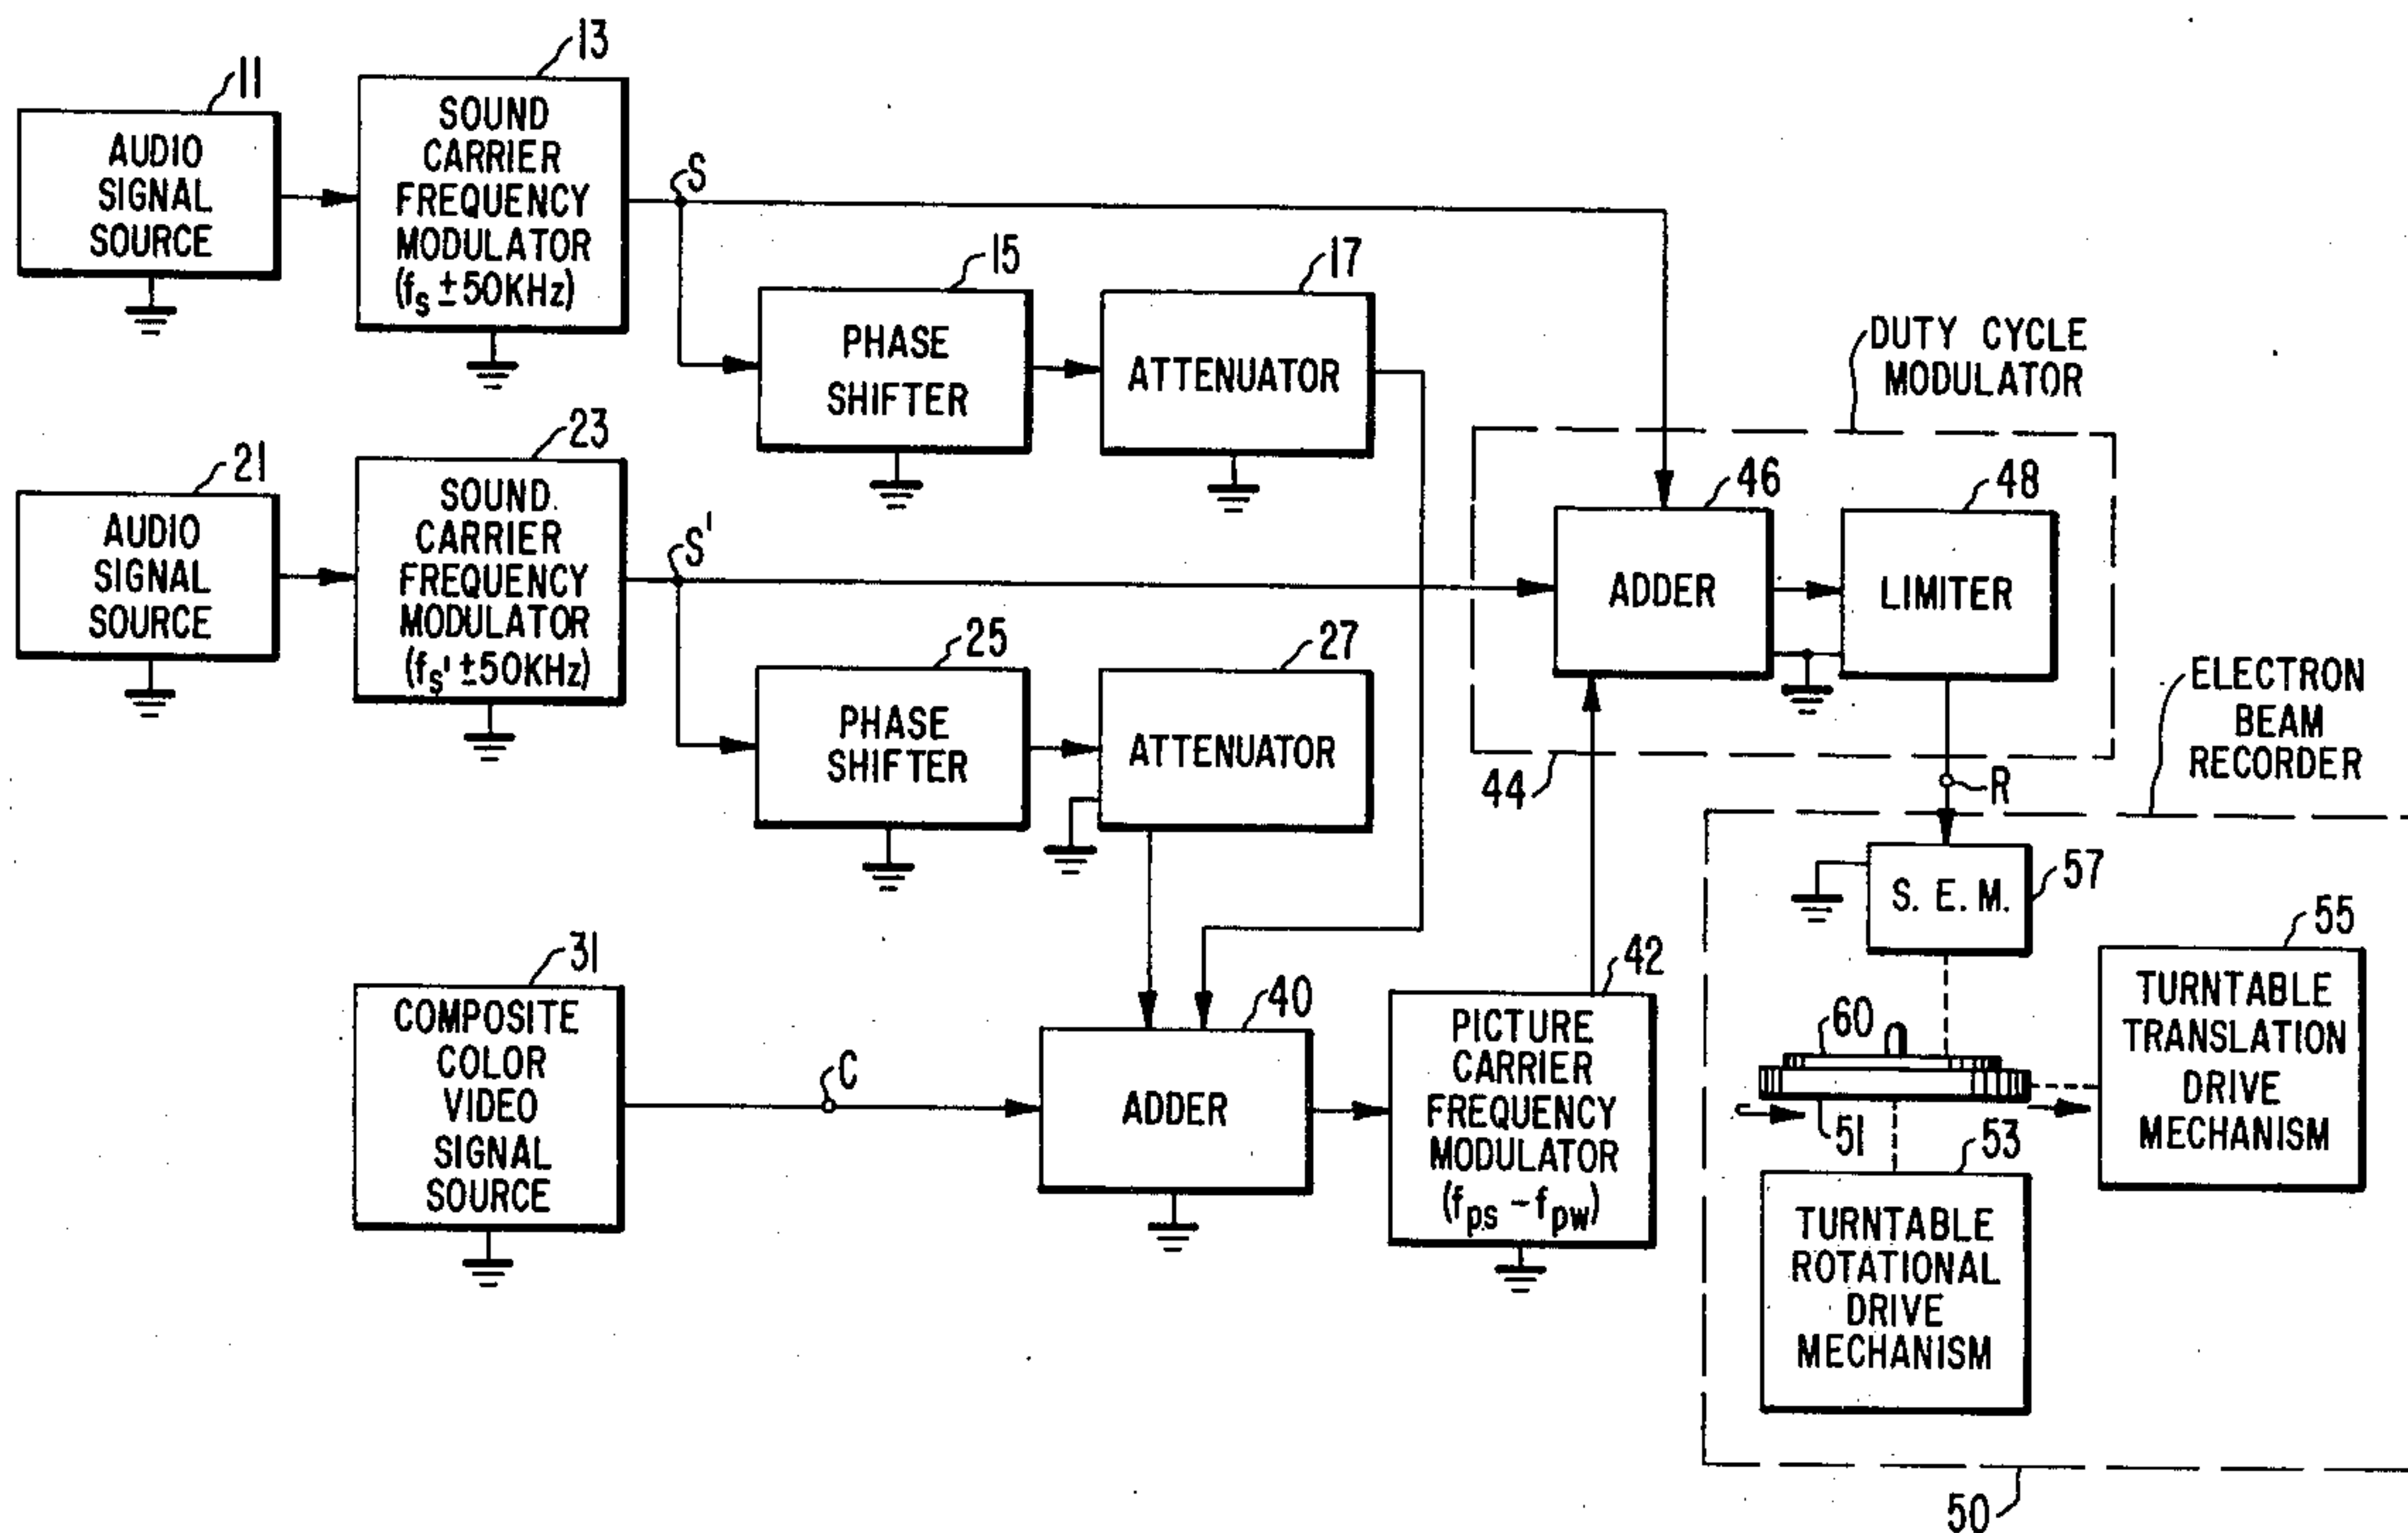 11
AUDIO
SIGNAL
SOURCE
13
SOUND
CARRIER
FREQUENCY
MODULATOR
(fs ± 50KHz)
S
15
PHASE
SHIFTER
17
ATTENUATOR
21
AUDIO
SIGNAL
SOURCE
23
SOUND
CARRIER
FREQUENCY
MODULATOR
(fs' ± 50KHz)
S'
25
PHASE
SHIFTER
27
ATTENUATOR
DUTY CYCLE
MODULATOR
46
ADDER
48
LIMITER
44
R
ELECTRON
BEAM
RECORDER
31
COMPOSITE
COLOR
VIDEO
SIGNAL
SOURCE
C
40
ADDER
42
PICTURE
CARRIER
FREQUENCY
MODULATOR
(fps - fpw)
S. E. M.
57
55
TURNTABLE
TRANSLATION
DRIVE
MECHANISM
60
51
53
TURNTABLE
ROTATIONAL
DRIVE
MECHANISM
50